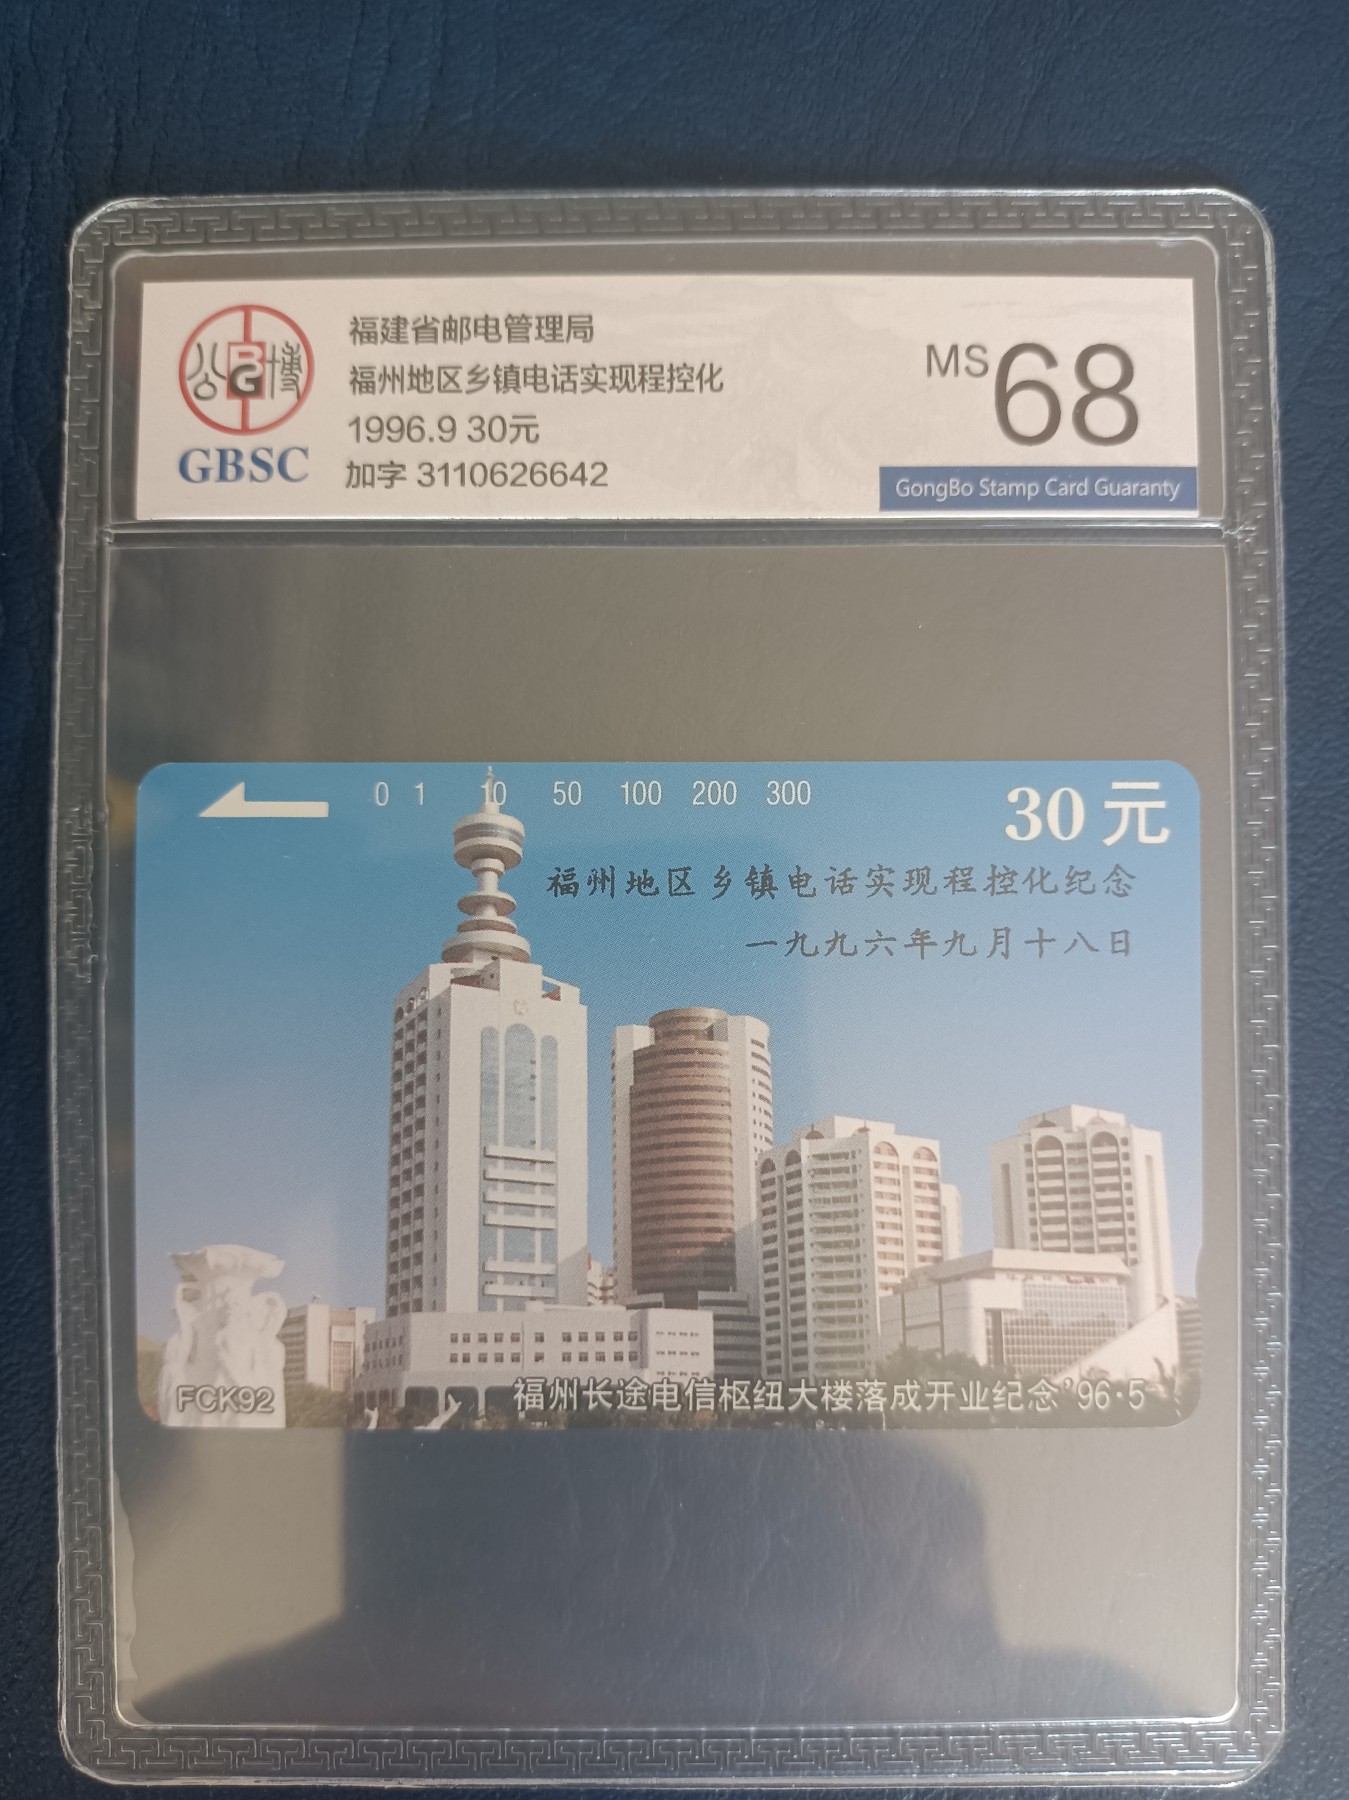 公博
BG
GBSC
福建省邮电管理局
福州地区乡镇电话实现程控化
1996.9 30元
加字 3110626642
MS 68
GongBo Stamp Card Guaranty
0 1 10 50 100 200 300
30元
福州地区乡镇电话实现程控化纪念
一九九六年九月十八日
FCK92
福州长途电信枢纽大楼落成开业纪念'96·5